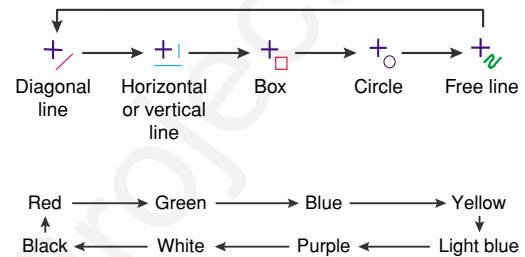 Diagonal line
Horizontal or vertical line
Box
Circle
Free line
Red
Green
Blue
Yellow
Black
White
Purple
Light blue